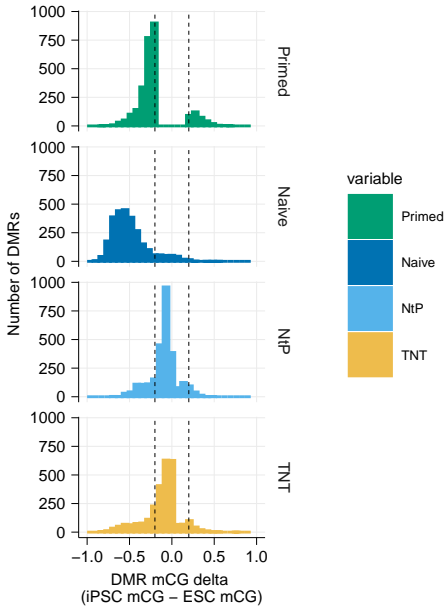 1000
750
500
250
0
Primed
1000
750
500
250
0
Naive
1000
750
500
250
0
NtP
1000
750
500
250
0
TNT
Number of DMRs
−1.0 −0.5 0.0 0.5 1.0
DMR mCG delta
(iPSC mCG − ESC mCG)
variable
Primed
Naive
NtP
TNT